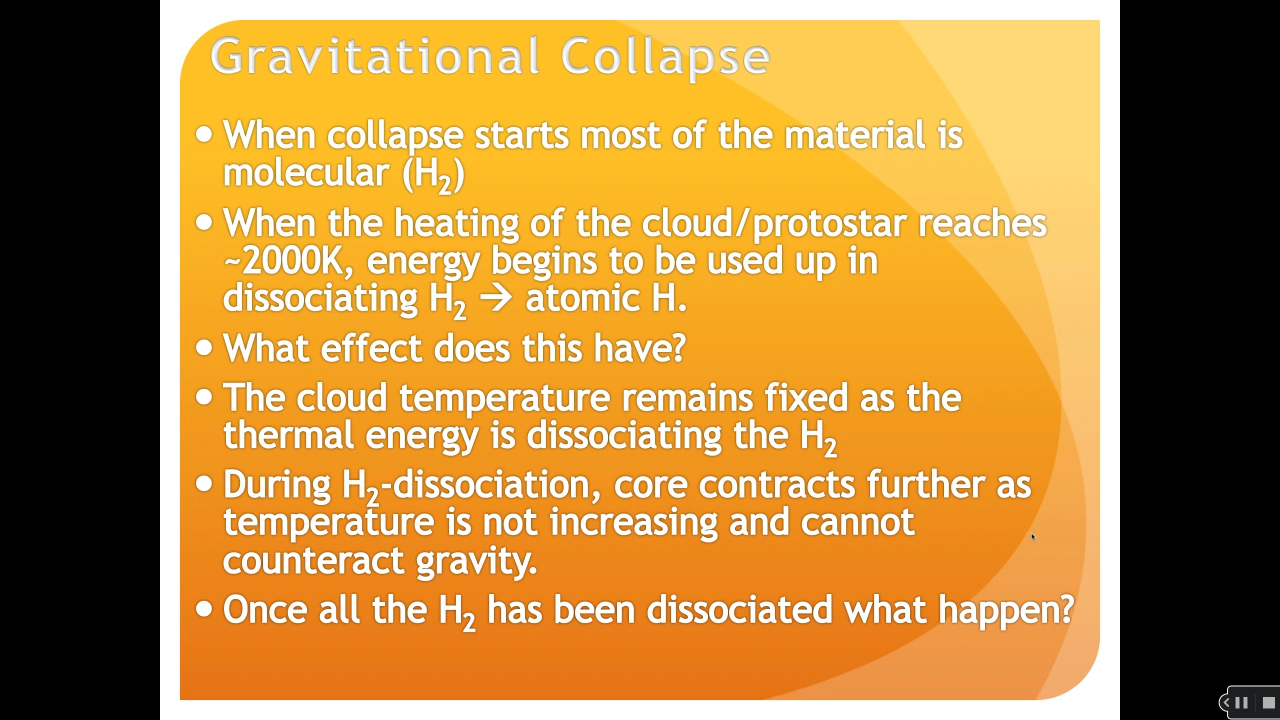 Gravitational Collapse
• When collapse starts most of the material is
molecular (H₂)
• When the heating of the cloud/protostar reaches
~2000K, energy begins to be used up in
dissociating H₂ → atomic H.
• What effect does this have?
• The cloud temperature remains fixed as the
thermal energy is dissociating the H₂
• During H₂-dissociation, core contracts further as
temperature is not increasing and cannot
counteract gravity.
• Once all the H₂ has been dissociated what happen?